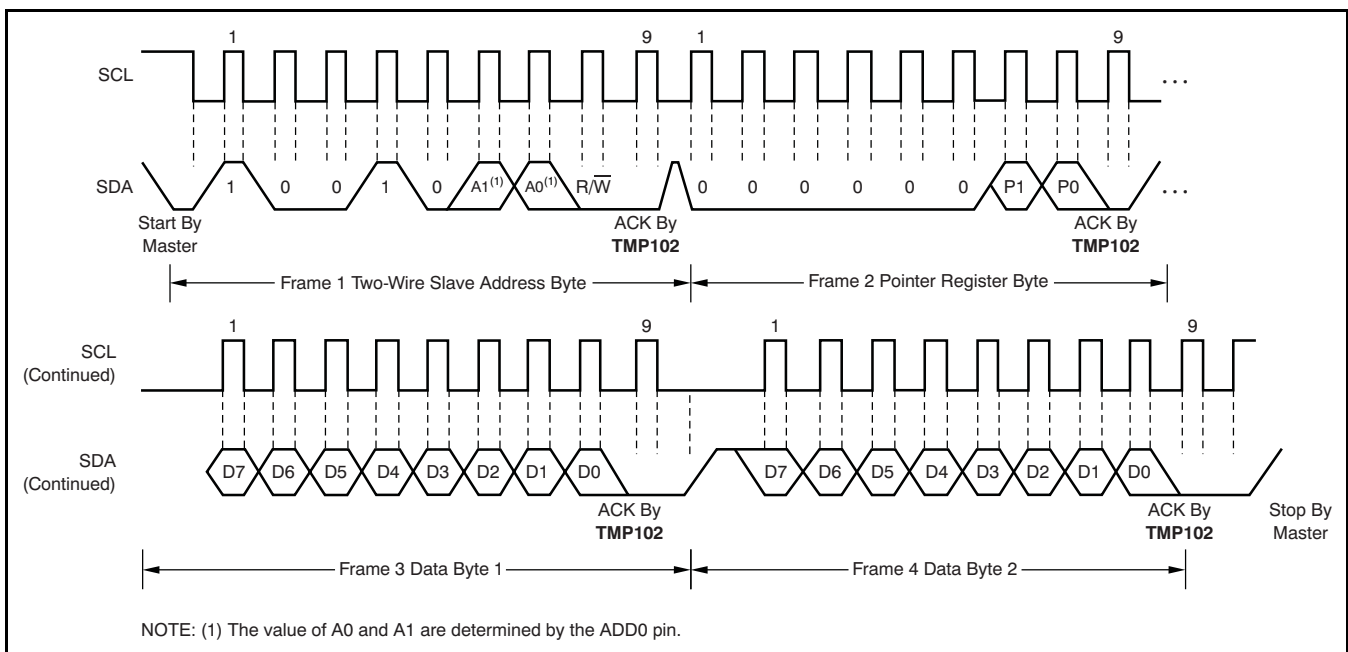 1 9 1 9
SCL ...
SDA 1 0 0 1 0 A1(1) A0(1) R/W̅ 0 0 0 0 0 0 P1 P0 ...
Start By Master
ACK By TMP102
ACK By TMP102
Frame 1 Two-Wire Slave Address Byte
Frame 2 Pointer Register Byte
1 9 1 9
SCL
(Continued)
SDA
(Continued)
D7 D6 D5 D4 D3 D2 D1 D0 D7 D6 D5 D4 D3 D2 D1 D0
ACK By TMP102
ACK By TMP102
Stop By Master
Frame 3 Data Byte 1
Frame 4 Data Byte 2
NOTE: (1) The value of A0 and A1 are determined by the ADD0 pin.